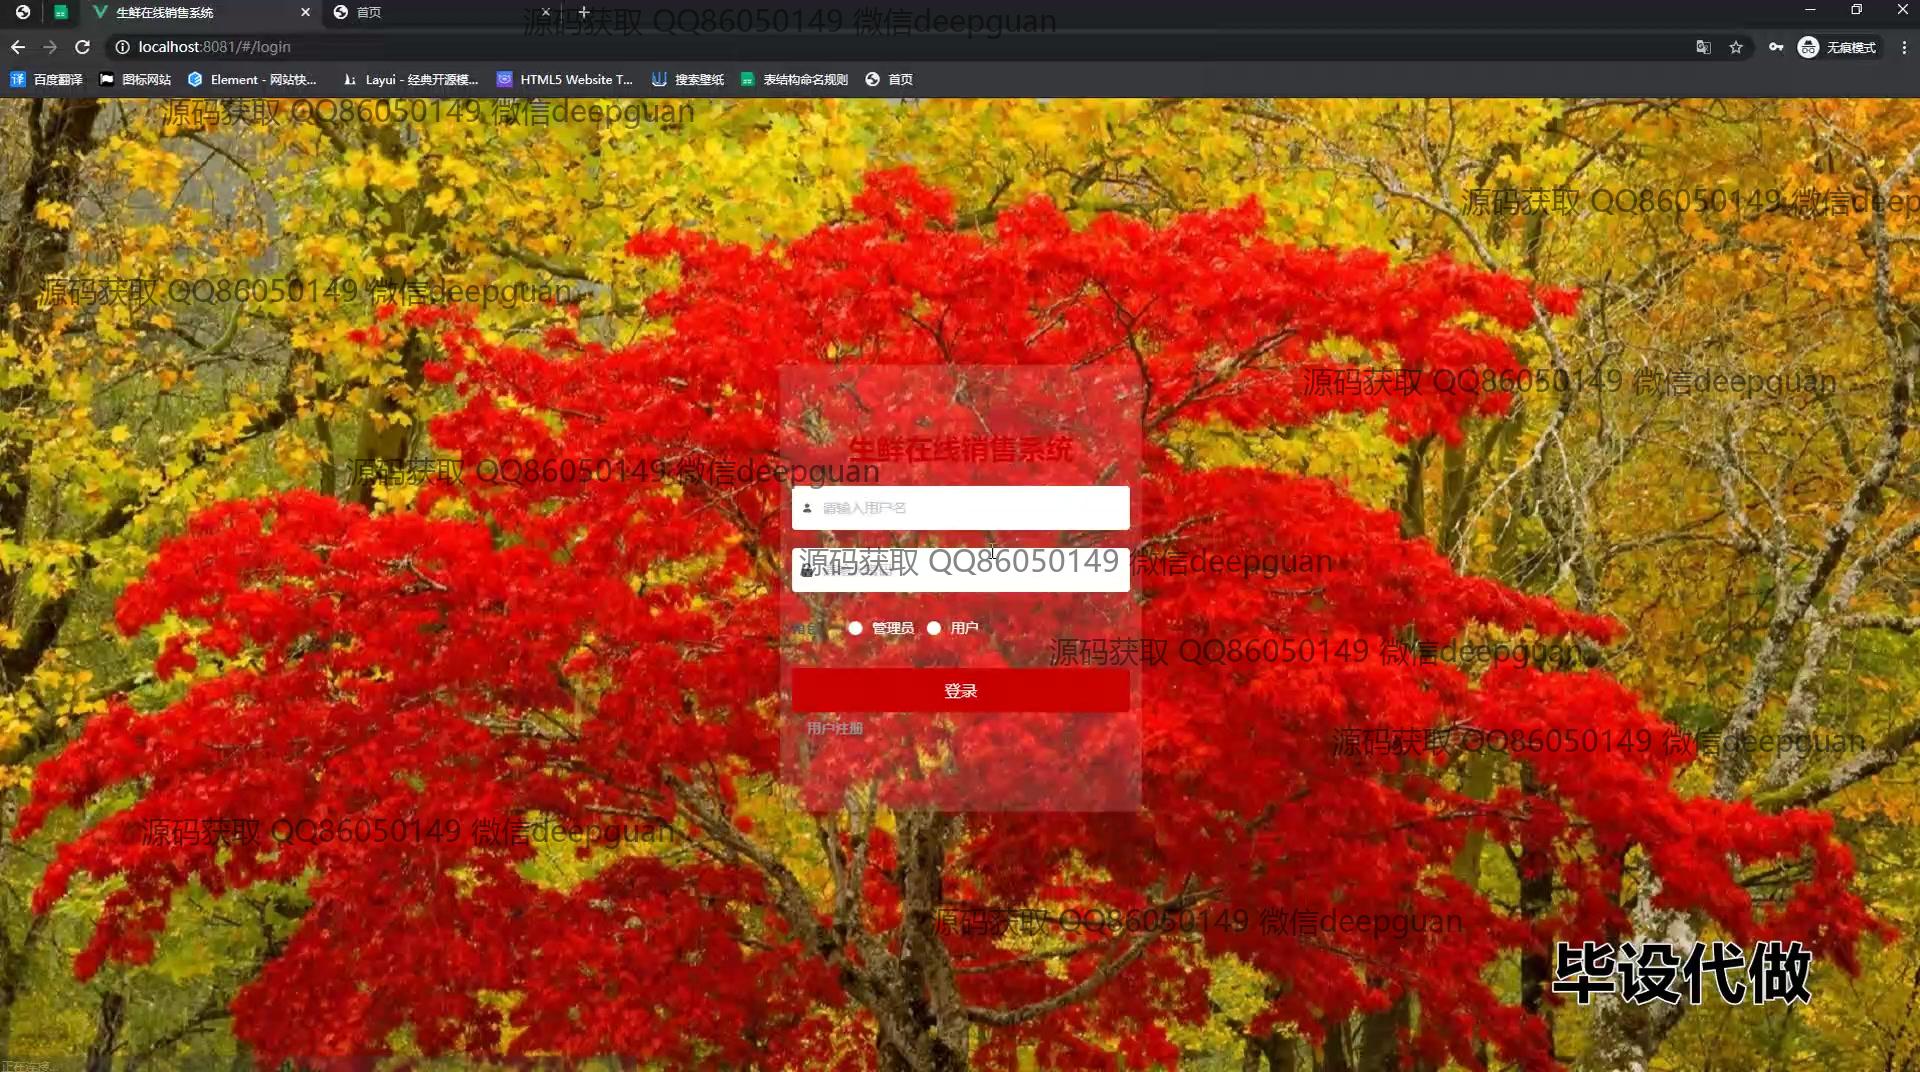 生鲜在线销售系统
首页
源码获取 QQ86050149 微信deepguan
localhost:8081/#/login
无痕模式
百度翻译
图标网站
Element - 网站快...
Layui - 经典开源模...
HTML5 Website T...
搜索壁纸
表结构命名规则
首页
源码获取 QQ86050149 微信deepguan
源码获取 QQ86050149 微信deep
源码获取 QQ86050149 微信deepguan
源码获取 QQ86050149 微信deepguan
生鲜在线销售系统
源码获取 QQ86050149 微信deepguan
请输入用户名
源码获取 QQ86050149 微信deepguan
管理员
用户
源码获取 QQ86050149 微信deepguan
登录
用户注册
源码获取 QQ86050149 微信deepguan
源码获取 QQ86050149 微信deepguan
源码获取 QQ86050149 微信deepguan
毕设代做
正在连接...